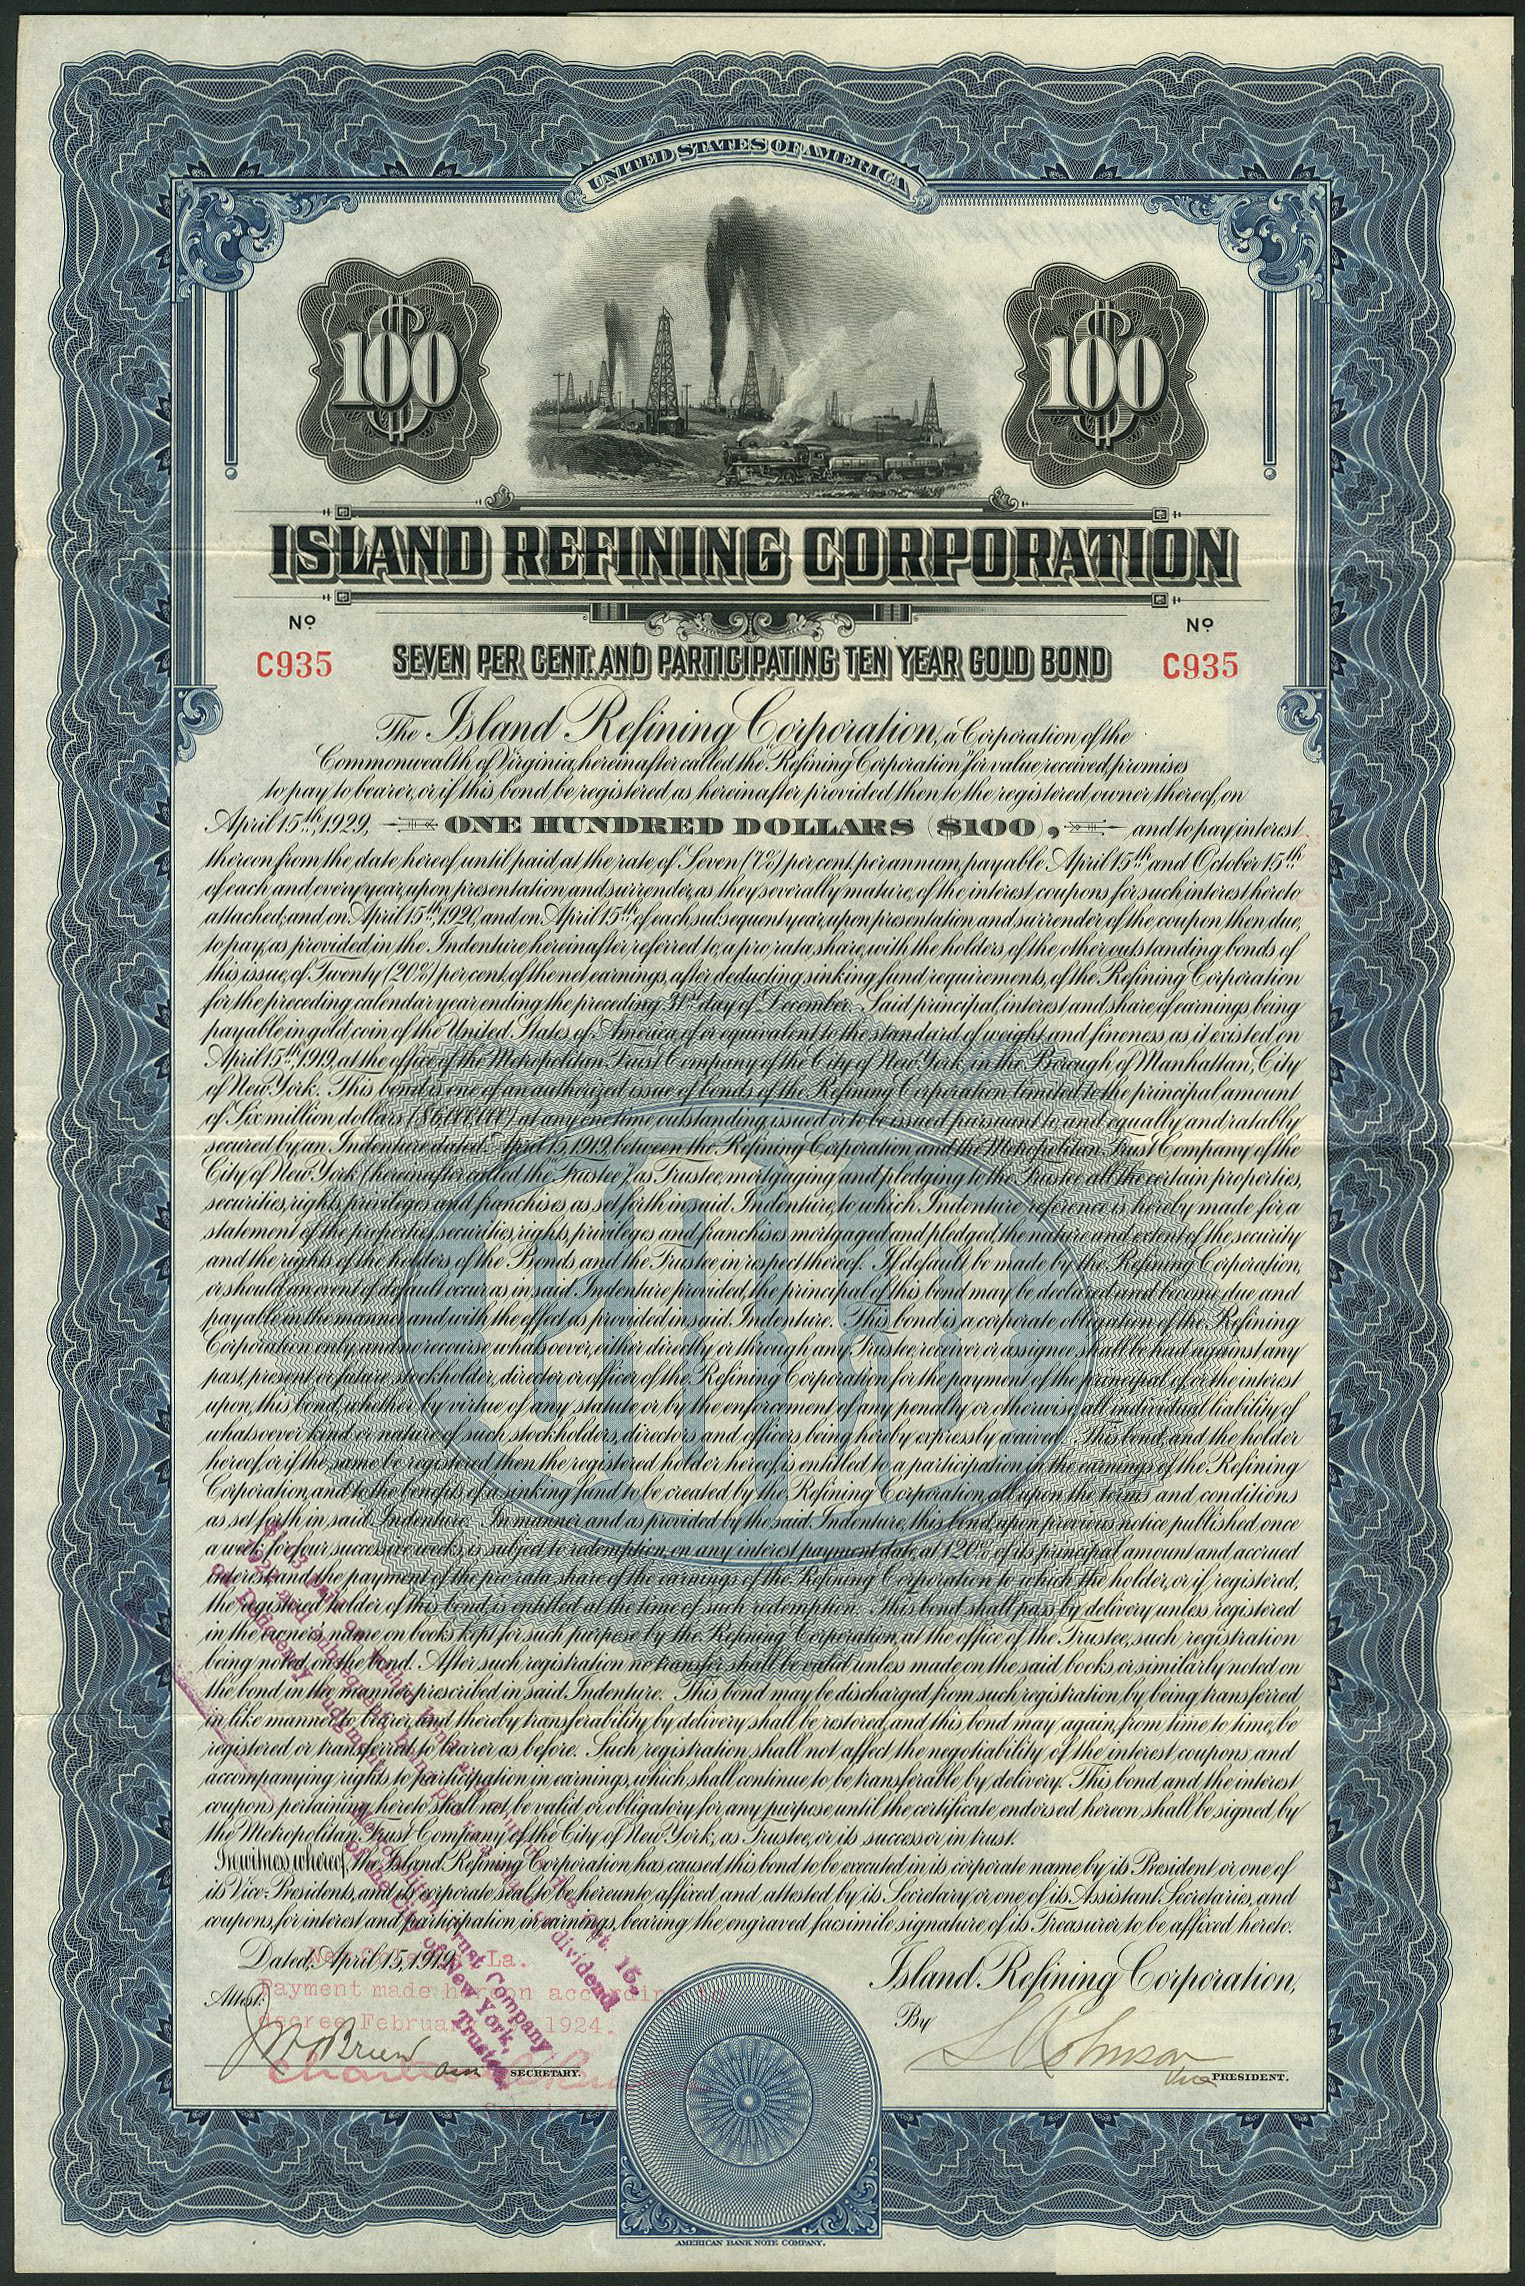 UNITED STATES OF AMERICA
$100
$100
ISLAND REFINING CORPORATION
No
No
C935
SEVEN PER CENT. AND PARTICIPATING TEN YEAR GOLD BOND
C935
The Island Refining Corporation, a Corporation of the
Commonwealth of Virginia, hereinafter called the "Refining Corporation" for value received, promises
to pay to bearer, or if this bond be registered as hereinafter provided then to the registered owner thereof, on
April 15th, 1929, ONE HUNDRED DOLLARS ($100), and to pay interest
thereon from the date hereof until paid, at the rate of Seven (7%) per cent. per annum, payable April 15th and October 15th
of each and every year, upon presentation and surrender, as they severally mature, of the interest coupons for such interest hereto
attached; and on April 15th, 1920, and on April 15th of each subsequent year, upon presentation and surrender of the coupon then due,
to pay, as provided in the Indenture hereinafter referred to, a pro rata share, with the holders of the other outstanding bonds of
this issue, of Twenty (20%) per cent. of the net earnings, after deducting sinking fund requirements, of the Refining Corporation
for the preceding calendar year ending the preceding 31st day of December. Said principal, interest and share of earnings being
payable in gold coin of the United States of America of or equivalent to the standard of weight and fineness as it existed on
April 15th, 1919, at the office of the Metropolitan Trust Company of the City of New York, in the Borough of Manhattan, City
of New York. This bond is one of an authorized issue of bonds of the Refining Corporation limited to the principal amount
of Six million dollars ($6,000,000) at any one time outstanding, issued or to be issued pursuant to and equally and ratably
secured by, an Indenture dated April 15, 1919, between the Refining Corporation and the Metropolitan Trust Company of the
City of New York (hereinafter called the Trustee), as Trustee, mortgaging and pledging to the Trustee all the certain properties,
securities, rights, privileges and franchises as set forth in said Indenture, to which Indenture reference is hereby made for a
statement of the properties, securities, rights, privileges and franchises mortgaged and pledged, the nature and extent of the security
and the rights of the holders of the Bonds and the Trustee in respect thereof. If default be made by the Refining Corporation,
or should an event of default occur as in said Indenture provided, the principal of this bond may be declared and become due and
payable in the manner and with the effect as provided in said Indenture. This bond is a corporate obligation of the Refining
Corporation only and no recourse whatsoever, either directly or through any Trustee, receiver or assignee shall be had against any
past, present or future, stockholder, director or officer of the Refining Corporation for the payment of the principal of or the interest
upon, this bond, whether by virtue of any statute or by the enforcement of any penalty or otherwise, all individual liability of
whatsoever kind or nature of such stockholders, directors and officers, being hereby expressly waived. This bond, and the holder
hereof, or if the same be registered then the registered holder hereof, is entitled to a participation in the earnings of the Refining
Corporation, and to the benefits of a sinking fund to be created by the Refining Corporation, all upon the terms and conditions
as set forth in said Indenture. In manner and as provided by the said Indenture, this bond, upon previous notice published once
a week for four successive weeks, is subject to redemption, on any interest payment date, at 120% of its principal amount and accrued
interest and the payment of the pro rata share of the earnings of the Refining Corporation to which the holder, or if registered,
the registered holder of this bond, is entitled at the time of such redemption. This bond shall pass by delivery unless registered
in the owner's name on books kept for such purpose by the Refining Corporation, at the office of the Trustee, such registration
being noted on the bond. After such registration no transfer shall be valid unless made on the said books, or similarly noted on
the bond in the manner prescribed in said Indenture. This bond may be discharged from such registration, by being transferred
in like manner to bearer, and thereby transferability by delivery shall be restored, and this bond may again, from time to time, be
registered or transferred to bearer as before. Such registration shall not affect the negotiability of the interest coupons, and
accompanying rights to participation in earnings, which shall continue to be transferable by delivery. This bond and the interest
coupons pertaining hereto shall not be valid or obligatory for any purpose until the certificate endorsed hereon, shall be signed by
the Metropolitan Trust Company of the City of New York, as Trustee, or its successor in trust.
In witness whereof, the Island Refining Corporation has caused this bond to be executed in its corporate name by its President or one of
its Vice-Presidents, and its corporate seal to be hereunto affixed and attested by its Secretary or one of its Assistant Secretaries, and
coupons, for interest and participation in earnings, bearing the engraved facsimile signature of its Treasurer to be affixed hereto.
Dated, April 15, 1919.
Island Refining Corporation,
La.
Payment made hereon according to
decree February 1924.
Attest:
By
J M O'Brien
SECRETARY.
Vice PRESIDENT.
Metropolitan Trust Company
of the City of New York,
Trustee
AMERICAN BANK NOTE COMPANY.